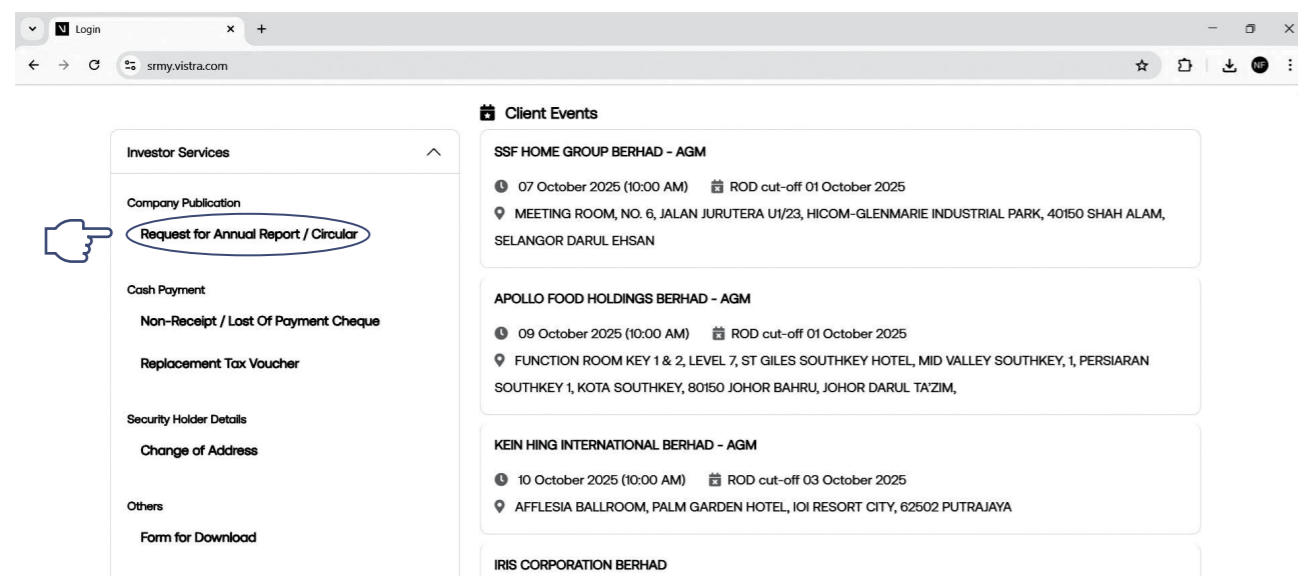 Login
srmy.vistra.com
NF
Client Events
Investor Services
Company Publication
Request for Annual Report / Circular
Cash Payment
Non-Receipt / Lost Of Payment Cheque
Replacement Tax Voucher
Security Holder Details
Change of Address
Others
Form for Download
SSF HOME GROUP BERHAD - AGM
07 October 2025 (10:00 AM) ROD cut-off 01 October 2025
MEETING ROOM, NO. 6, JALAN JURUTERA U1/23, HICOM-GLENMARIE INDUSTRIAL PARK, 40150 SHAH ALAM,
SELANGOR DARUL EHSAN
APOLLO FOOD HOLDINGS BERHAD - AGM
09 October 2025 (10:00 AM) ROD cut-off 01 October 2025
FUNCTION ROOM KEY 1 & 2, LEVEL 7, ST GILES SOUTHKEY HOTEL, MID VALLEY SOUTHKEY, 1, PERSIARAN
SOUTHKEY 1, KOTA SOUTHKEY, 80150 JOHOR BAHRU, JOHOR DARUL TA'ZIM,
KEIN HING INTERNATIONAL BERHAD - AGM
10 October 2025 (10:00 AM) ROD cut-off 03 October 2025
AFFLESIA BALLROOM, PALM GARDEN HOTEL, IOI RESORT CITY, 62502 PUTRAJAYA
IRIS CORPORATION BERHAD